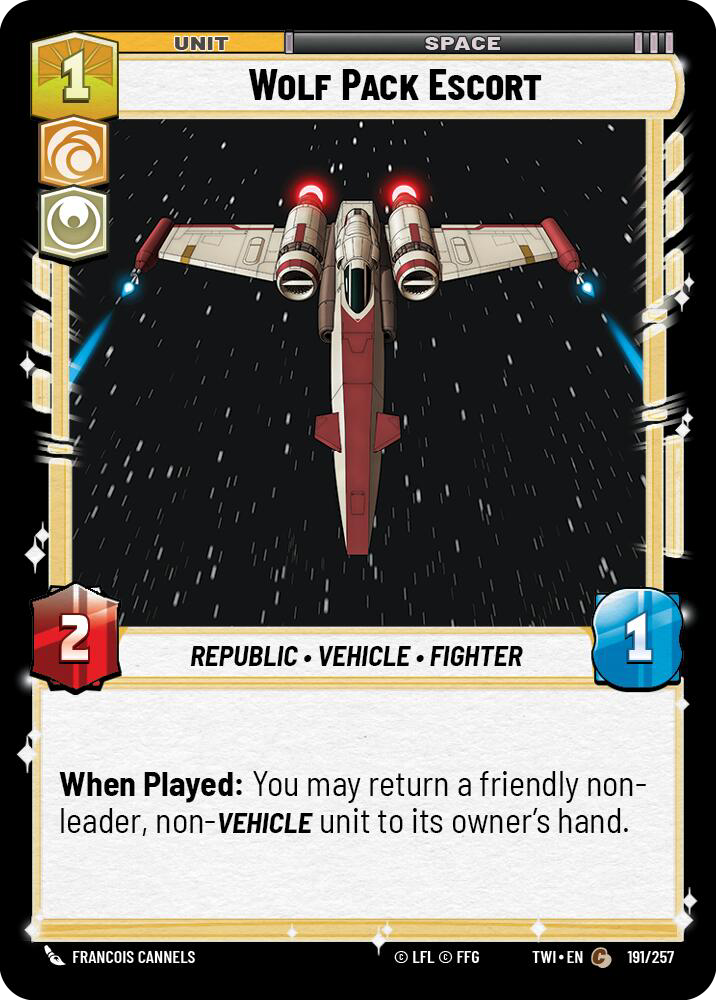 UNIT
SPACE
1
WOLF PACK ESCORT
2
REPUBLIC • VEHICLE • FIGHTER
1
When Played: You may return a friendly non-
leader, non-VEHICLE unit to its owner's hand.
FRANCOIS CANNELS
© LFL © FFG
TWI • EN C 191/257